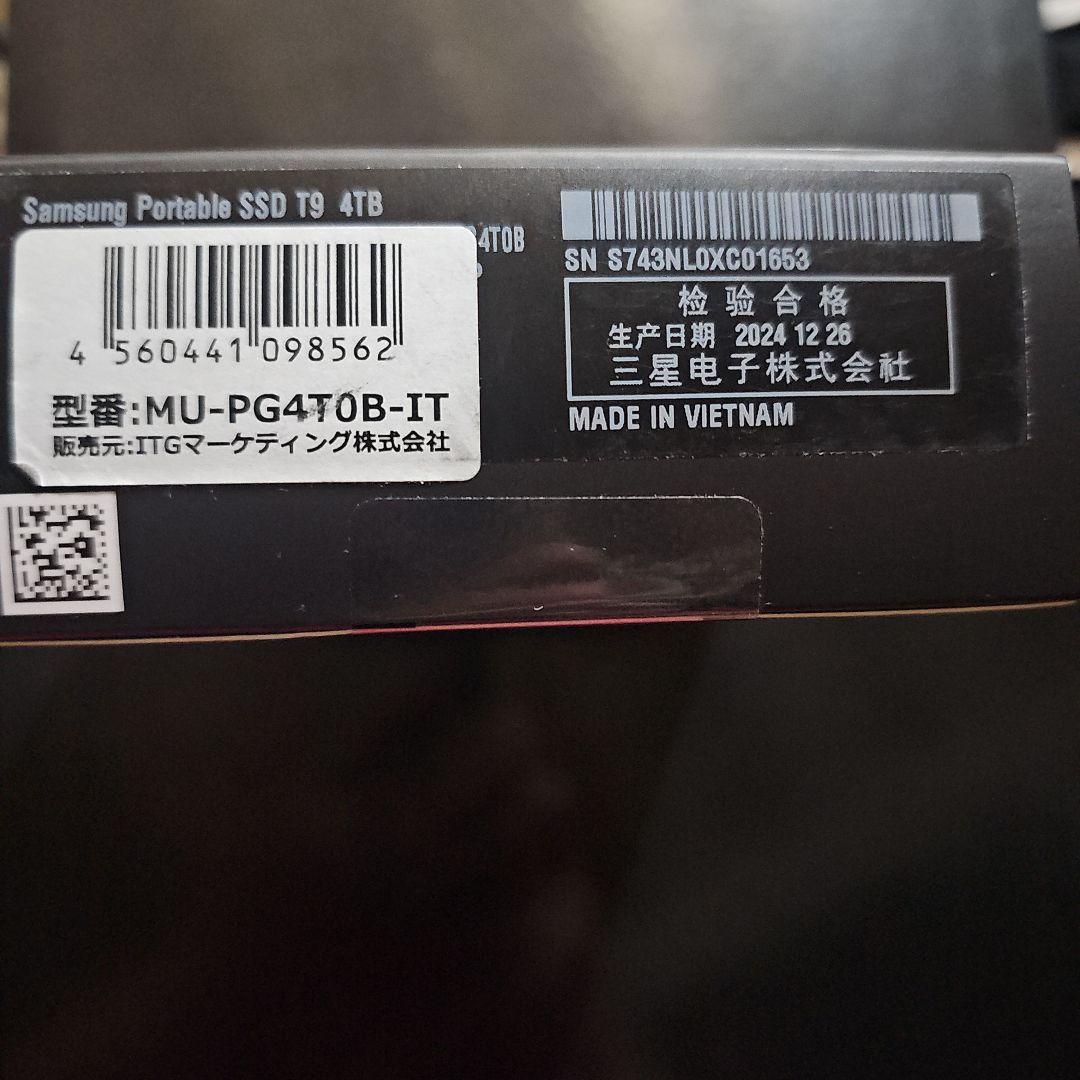 Samsung Portable SSD T9 4TB
G4T0B
4 560441 098562
型番:MU-PG4T0B-IT
販売元:ITGマーケティング株式会社
SN S743NL0XC01653
检验合格
生产日期 2024 12 26
三星电子株式会社
MADE IN VIETNAM